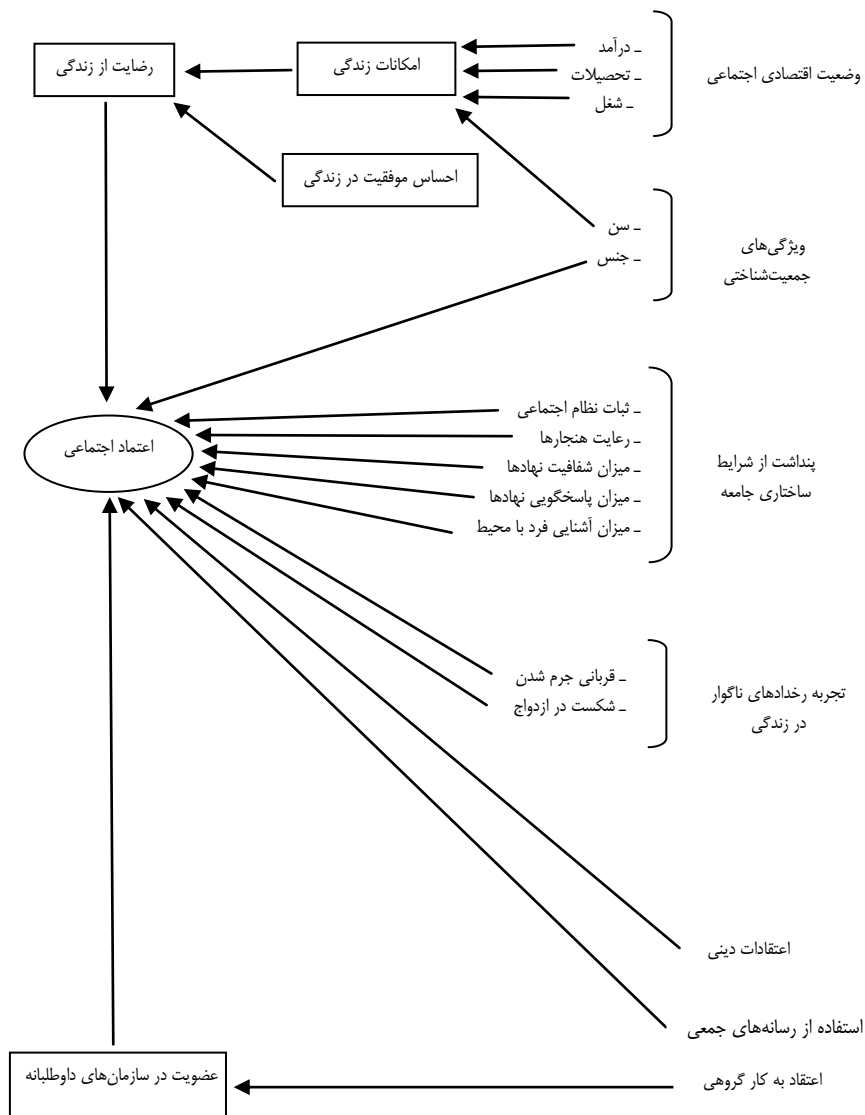 وضعیت اقتصادی اجتماعی
ـ درآمد
ـ تحصیلات
ـ شغل
امکانات زندگی
رضایت از زندگی
احساس موفقیت در زندگی
ویژگی‌های
جمعیت‌شناختی
ـ سن
ـ جنس
پنداشت از شرایط
ساختاری جامعه
ـ ثبات نظام اجتماعی
ـ رعایت هنجارها
ـ میزان شفافیت نهادها
ـ میزان پاسخگویی نهادها
ـ میزان آشنایی فرد با محیط
اعتماد اجتماعی
تجربه رخدادهای ناگوار
در زندگی
ـ قربانی جرم شدن
ـ شکست در ازدواج
اعتقادات دینی
استفاده از رسانه‌های جمعی
اعتقاد به کار گروهی
عضویت در سازمان‌های داوطلبانه